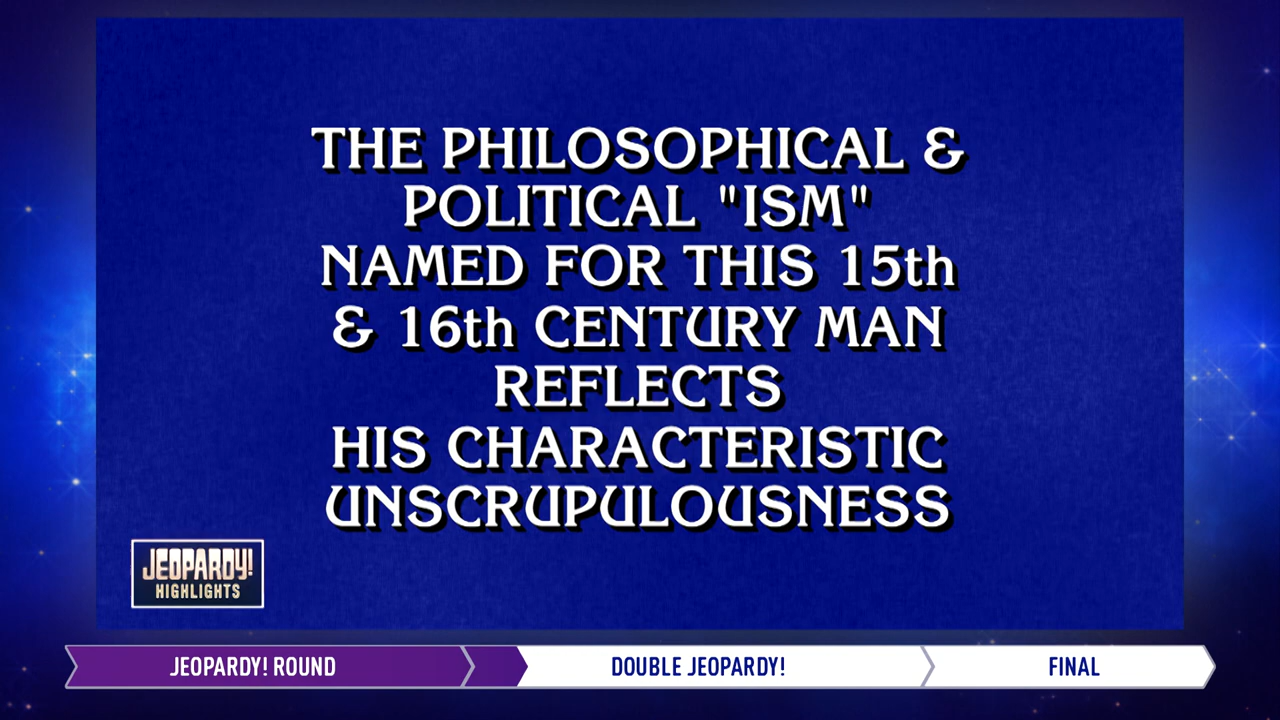 THE PHILOSOPHICAL &
POLITICAL "ISM"
NAMED FOR THIS 15th
& 16th CENTURY MAN
REFLECTS
HIS CHARACTERISTIC
UNSCRUPULOUSNESS
JEOPARDY!
HIGHLIGHTS
JEOPARDY! ROUND
DOUBLE JEOPARDY!
FINAL